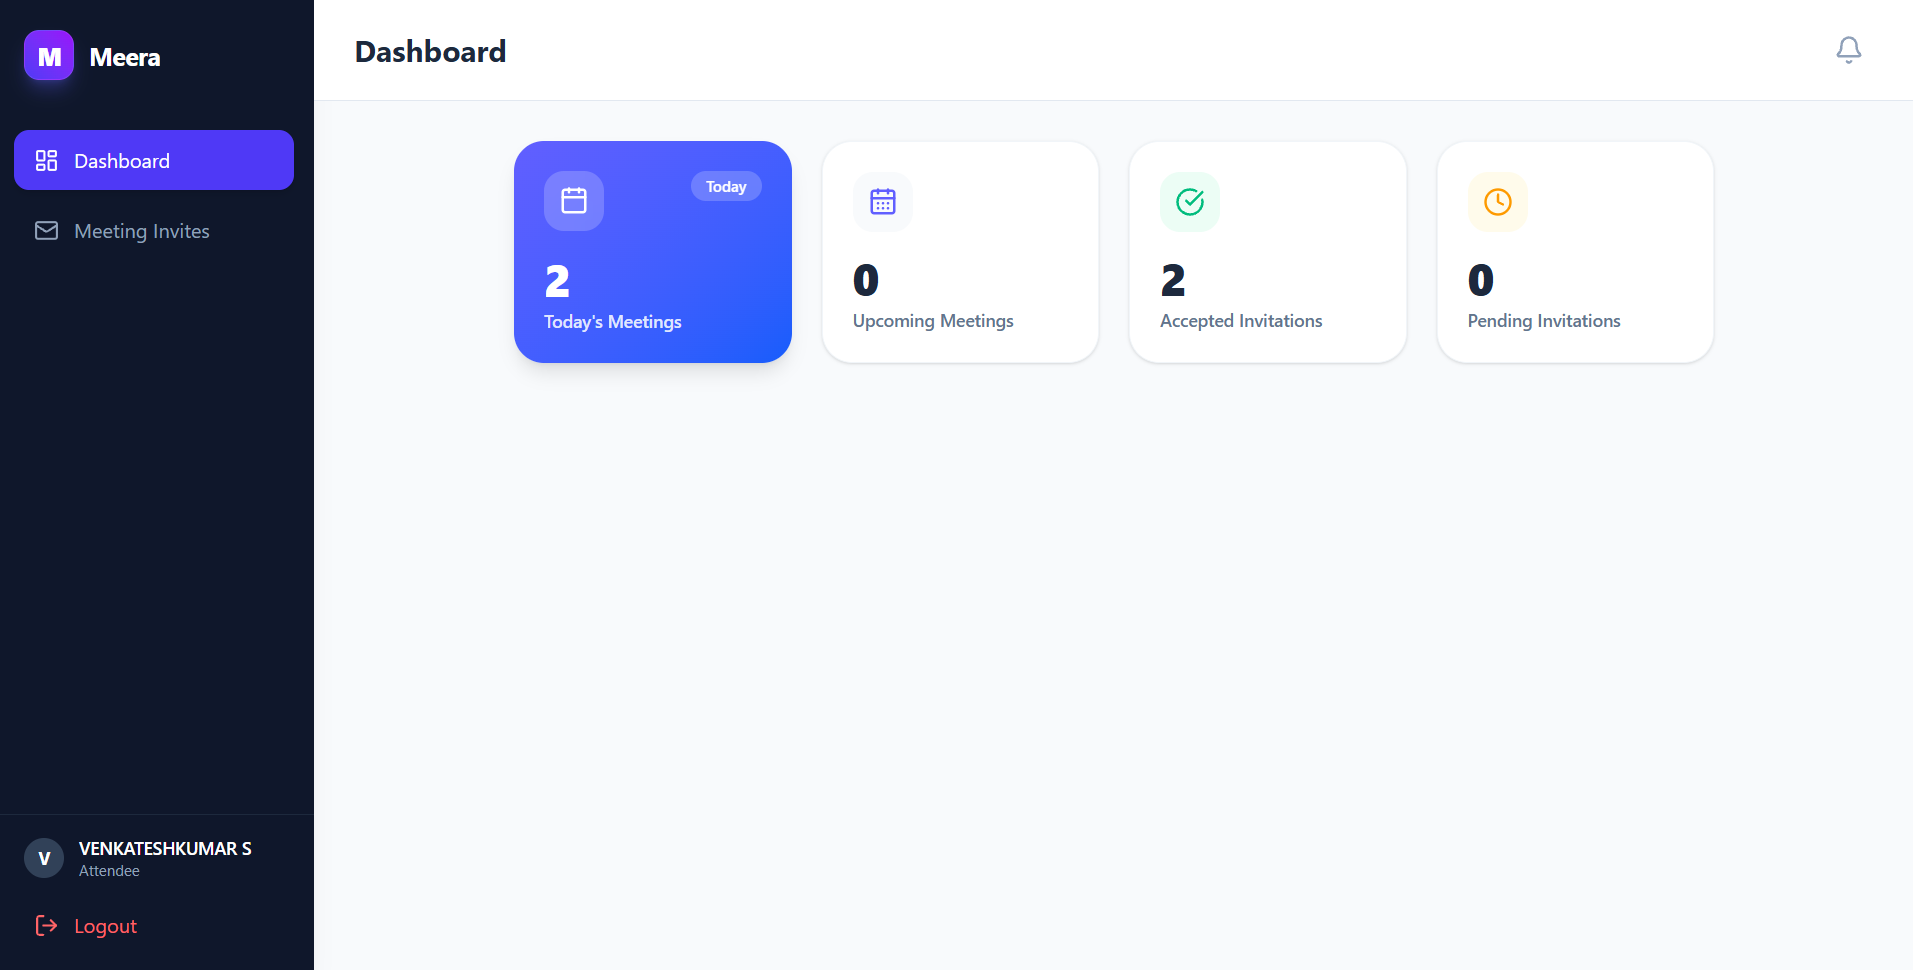 M
Meera
Dashboard
Meeting Invites
VENKATESHKUMAR S
V
Attendee
Logout
Dashboard
Today
2
Today's Meetings
0
Upcoming Meetings
2
Accepted Invitations
0
Pending Invitations